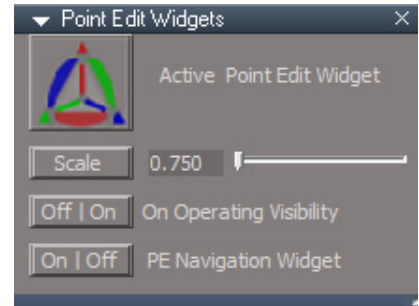 Point Edit Widgets
Active Point Edit Widget
Scale 0.750
Off | On On Operating Visibility
On | Off PE Navigation Widget